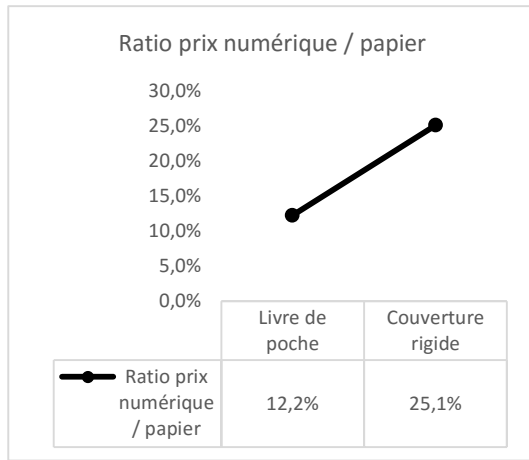 Ratio prix numérique / papier
30,0%
25,0%
20,0%
15,0%
10,0%
5,0%
0,0%
Livre de
poche
Couverture
rigide
Ratio prix
numérique
/ papier
12,2%
25,1%